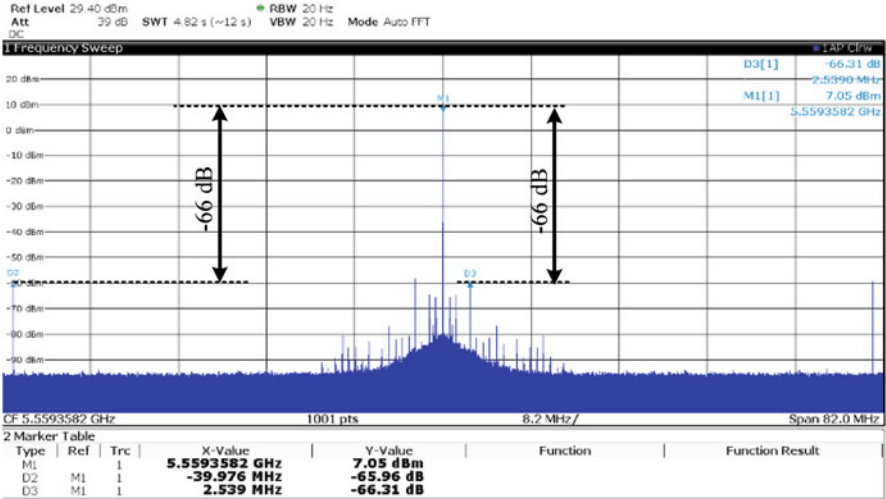 Ref Level 29.40 dBm RBW 20 Hz
Att 39 dB SWT 4.82 s (~12 s) VBW 20 Hz Mode Auto FFT
DC
1 Frequency Sweep 1AP Clrw
D3[1] -66.31 dB
2.5390 MHz
M1[1] 7.05 dBm
5.5593582 GHz
20 dBm
M1
10 dBm
0 dBm
-10 dBm
-20 dBm
-66 dB -66 dB
-30 dBm
-40 dBm
-50 dBm
D2 D3
-70 dBm
-80 dBm
-90 dBm
CF 5.5593582 GHz 1001 pts 8.2 MHz/ Span 82.0 MHz
2 Marker Table
Type Ref Trc X-Value Y-Value Function Function Result
M1 1 5.5593582 GHz 7.05 dBm
D2 M1 1 -39.976 MHz -65.96 dB
D3 M1 1 2.539 MHz -66.31 dB